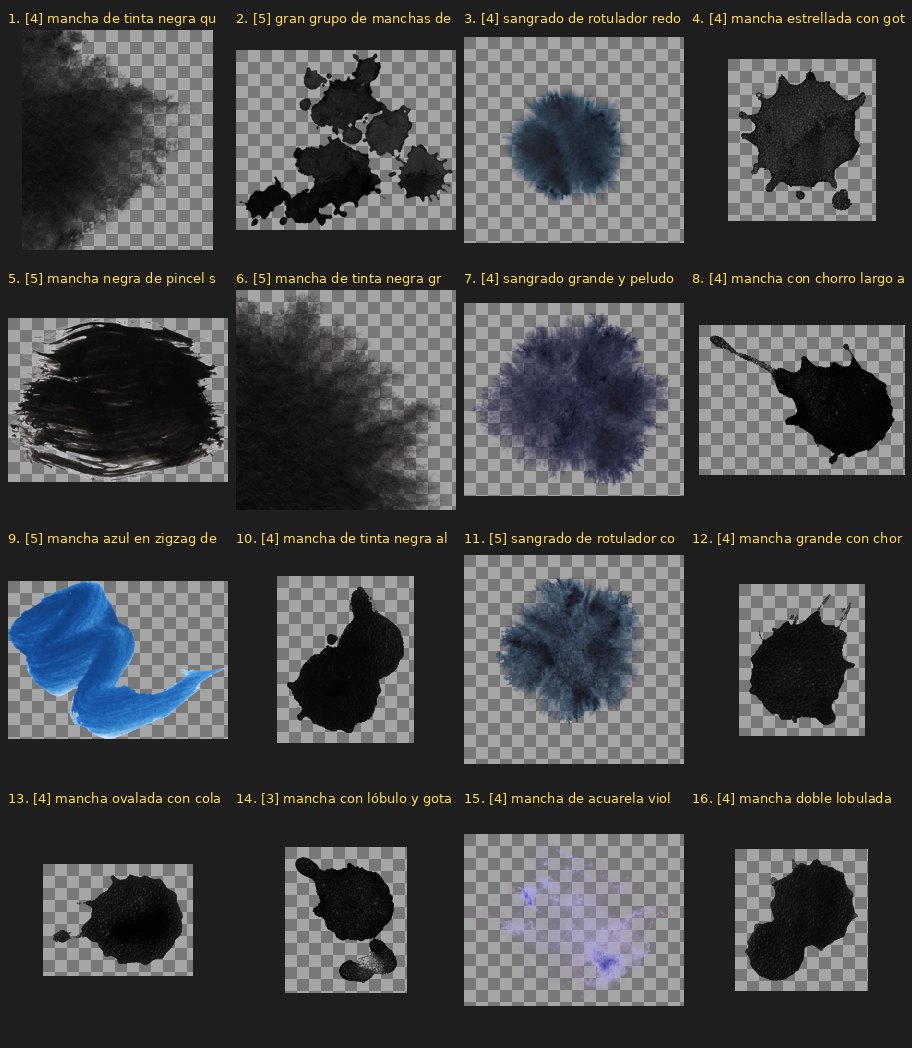 1. [4] mancha de tinta negra qu
2. [5] gran grupo de manchas de
3. [4] sangrado de rotulador redo
4. [4] mancha estrellada con got
5. [5] mancha negra de pincel s
6. [5] mancha de tinta negra gr
7. [4] sangrado grande y peludo
8. [4] mancha con chorro largo a
9. [5] mancha azul en zigzag de
10. [4] mancha de tinta negra al
11. [5] sangrado de rotulador co
12. [4] mancha grande con chor
13. [4] mancha ovalada con cola
14. [3] mancha con lóbulo y gota
15. [4] mancha de acuarela viol
16. [4] mancha doble lobulada